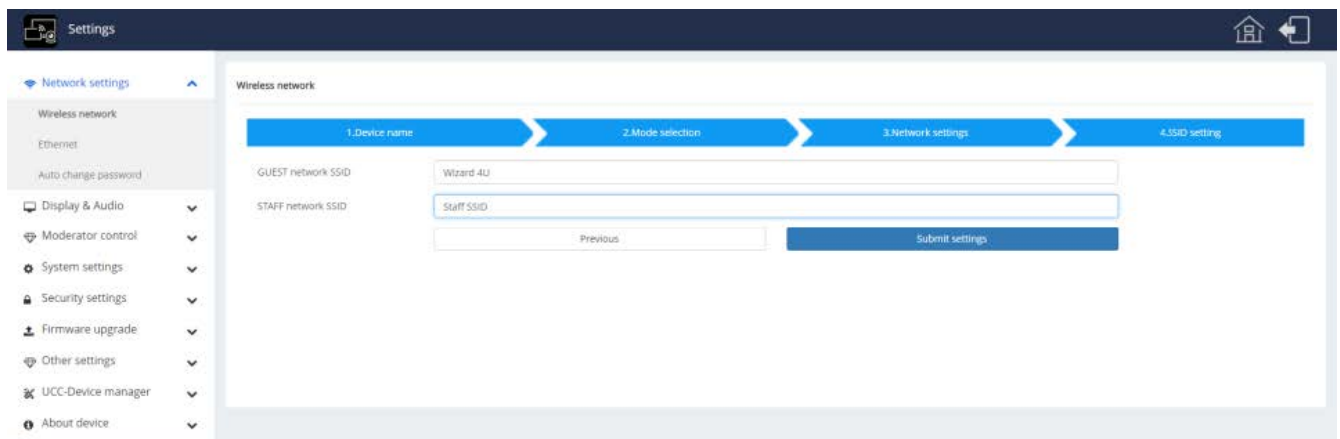 Settings
Network settings
Wireless network
Ethernet
Auto change password
Display & Audio
Moderator control
System settings
Security settings
Firmware upgrade
Other settings
UCC-Device manager
About device
Wireless network
1.Device name
2.Mode selection
3.Network settings
4.SSID setting
GUEST network SSID
Wizard 4U
STAFF network SSID
Staff SSID
Previous
Submit settings